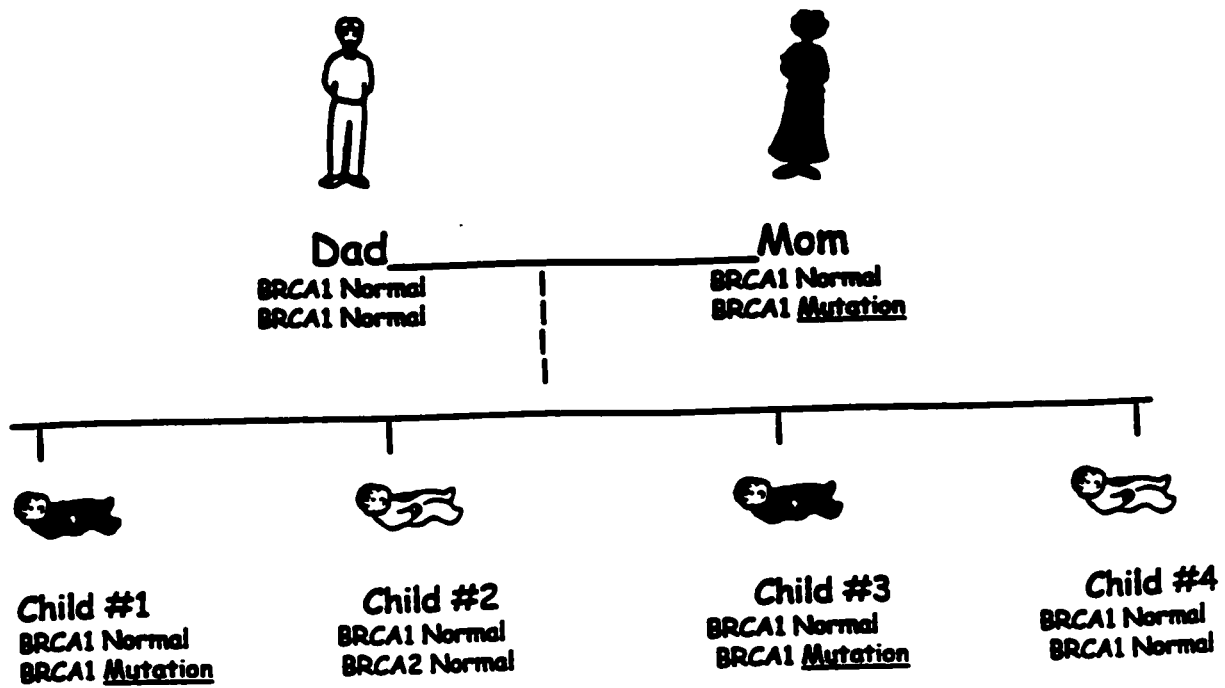 Dad
BRCA1 Normal
BRCA1 Normal
Mom
BRCA1 Normal
BRCA1 Mutation
Child #1
BRCA1 Normal
BRCA1 Mutation
Child #2
BRCA1 Normal
BRCA2 Normal
Child #3
BRCA1 Normal
BRCA1 Mutation
Child #4
BRCA1 Normal
BRCA1 Normal